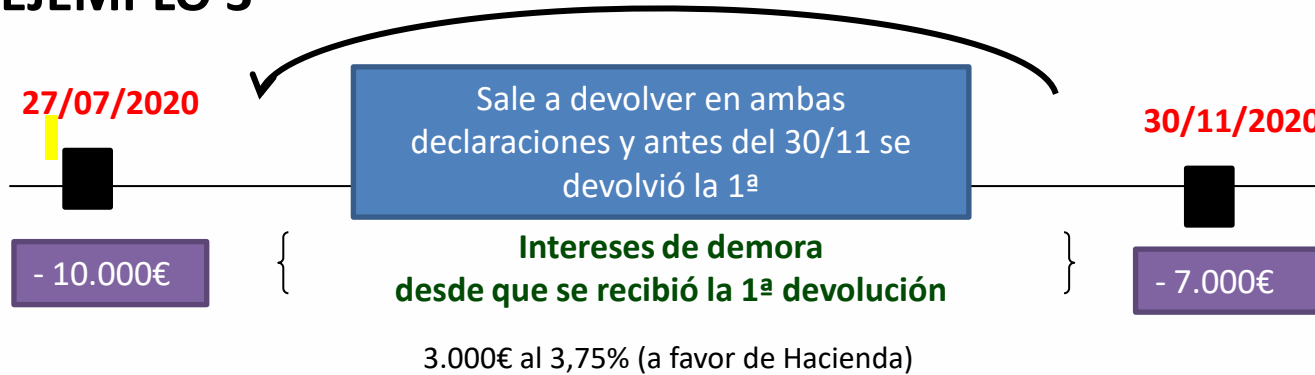 EJEMPLO 3
27/07/2020
Sale a devolver en ambas
declaraciones y antes del 30/11 se
devolvió la 1ª
30/11/2020
- 10.000€
Intereses de demora
desde que se recibió la 1ª devolución
- 7.000€
3.000€ al 3,75% (a favor de Hacienda)